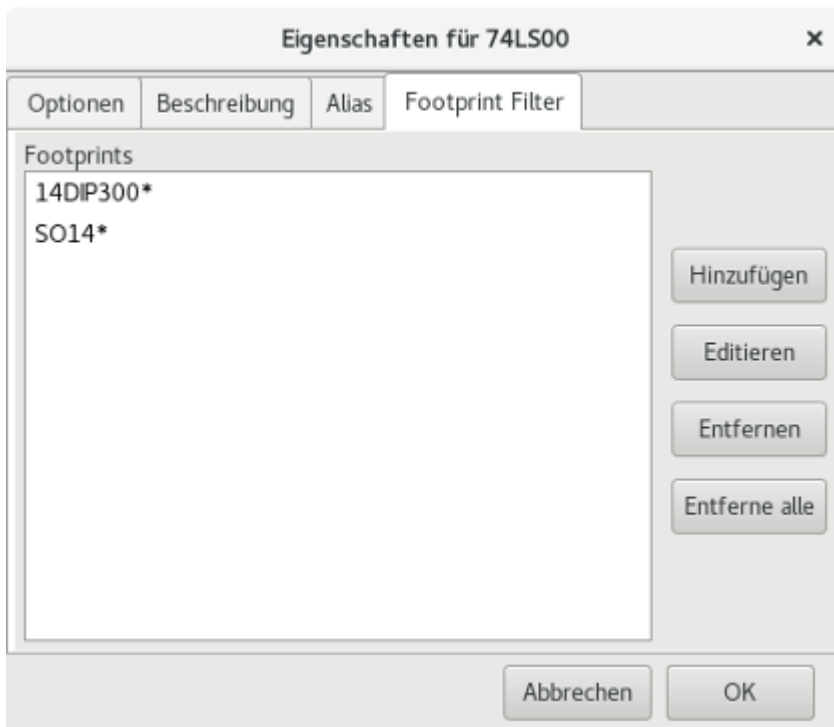 Eigenschaften für 74LS00
Optionen Beschreibung Alias Footprint Filter
Footprints
14DIP300*
SO14*
Hinzufügen
Editieren
Entfernen
Entferne alle
Abbrechen OK